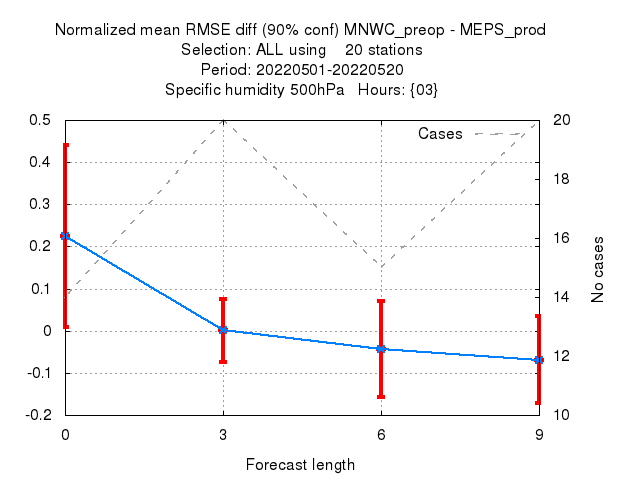 Normalized mean RMSE diff (90% conf) MNWC_preop - MEPS_prod
Selection: ALL using    20 stations
Period: 20220501-20220520
Specific humidity 500hPa   Hours: {03}
Cases
0.5
0.4
0.3
0.2
0.1
0
-0.1
-0.2
20
18
16
14
12
10
No cases
0 3 6 9
Forecast length